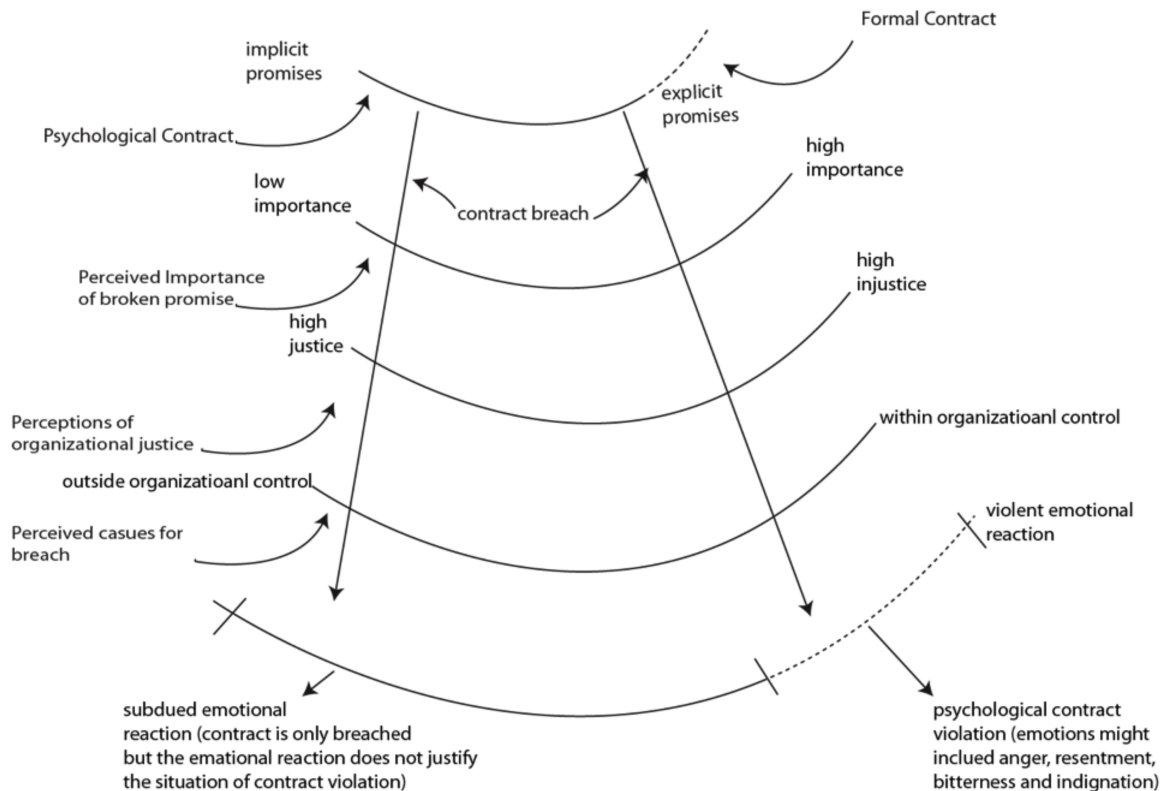 Formal Contract
implicit
promises
explicit
promises
Psychological Contract
high
importance
low
importance
contract breach
high
injustice
Perceived Importance
of broken promise
high
justice
Perceptions of
organizational justice
within organizatioanl control
outside organizatioanl control
violent emotional
reaction
Perceived casues for
breach
subdued emotional
reaction (contract is only breached
but the emational reaction does not justify
the situation of contract violation)
psychological contract
violation (emotions might
inclued anger, resentment,
bitterness and indignation)